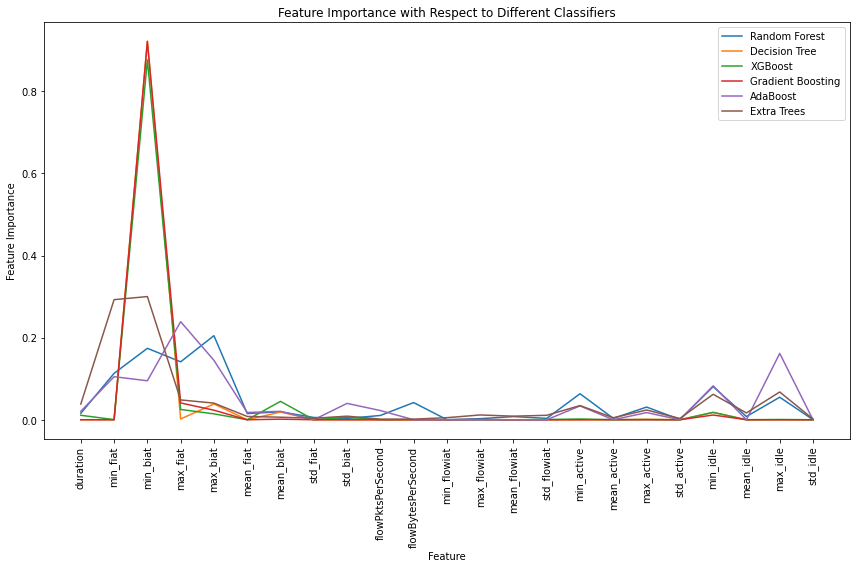 Feature Importance with Respect to Different Classifiers
Random Forest
Decision Tree
XGBoost
Gradient Boosting
AdaBoost
Extra Trees
Feature Importance
0.8
0.6
0.4
0.2
0.0
duration
min_fiat
min_biat
max_fiat
max_biat
mean_fiat
mean_biat
std_fiat
std_biat
flowPktsPerSecond
flowBytesPerSecond
min_flowiat
max_flowiat
mean_flowiat
std_flowiat
min_active
mean_active
max_active
std_active
min_idle
mean_idle
max_idle
std_idle
Feature